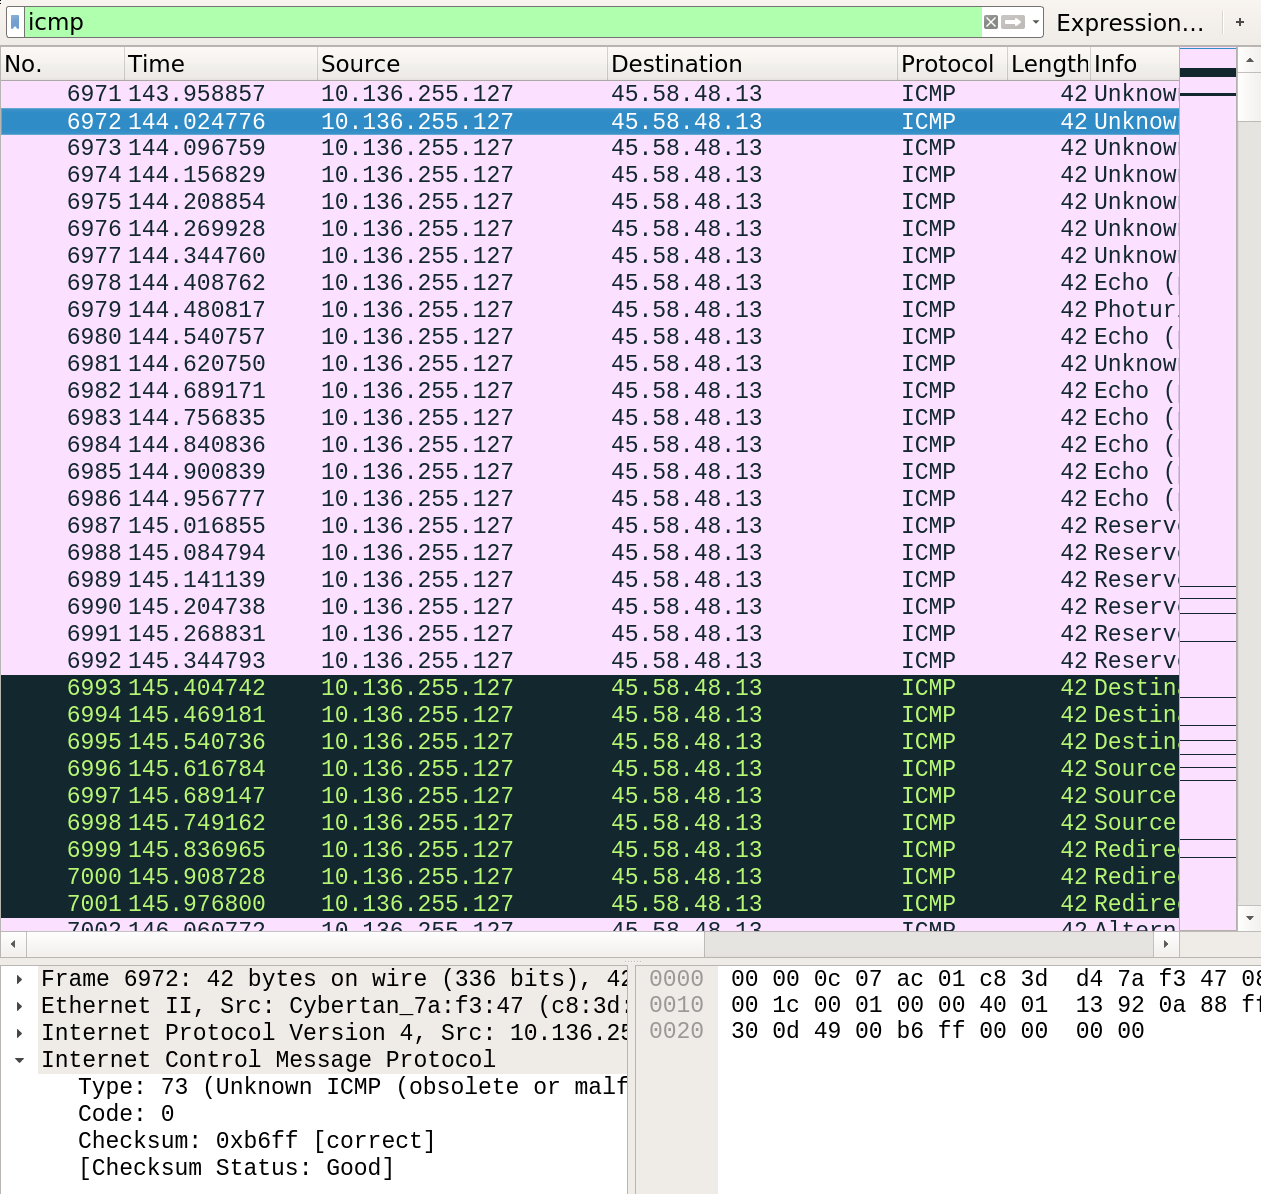 icmp Expression... +
No. Time Source Destination Protocol Length Info
6971 143.958857 10.136.255.127 45.58.48.13 ICMP 42 Unknow
6972 144.024776 10.136.255.127 45.58.48.13 ICMP 42 Unknow
6973 144.096759 10.136.255.127 45.58.48.13 ICMP 42 Unknow
6974 144.156829 10.136.255.127 45.58.48.13 ICMP 42 Unknow
6975 144.208854 10.136.255.127 45.58.48.13 ICMP 42 Unknow
6976 144.269928 10.136.255.127 45.58.48.13 ICMP 42 Unknow
6977 144.344760 10.136.255.127 45.58.48.13 ICMP 42 Unknow
6978 144.408762 10.136.255.127 45.58.48.13 ICMP 42 Echo (
6979 144.480817 10.136.255.127 45.58.48.13 ICMP 42 Photur
6980 144.540757 10.136.255.127 45.58.48.13 ICMP 42 Echo (
6981 144.620750 10.136.255.127 45.58.48.13 ICMP 42 Unknow
6982 144.689171 10.136.255.127 45.58.48.13 ICMP 42 Echo (
6983 144.756835 10.136.255.127 45.58.48.13 ICMP 42 Echo (
6984 144.840836 10.136.255.127 45.58.48.13 ICMP 42 Echo (
6985 144.900839 10.136.255.127 45.58.48.13 ICMP 42 Echo (
6986 144.956777 10.136.255.127 45.58.48.13 ICMP 42 Echo (
6987 145.016855 10.136.255.127 45.58.48.13 ICMP 42 Reserve
6988 145.084794 10.136.255.127 45.58.48.13 ICMP 42 Reserve
6989 145.141139 10.136.255.127 45.58.48.13 ICMP 42 Reserve
6990 145.204738 10.136.255.127 45.58.48.13 ICMP 42 Reserve
6991 145.268831 10.136.255.127 45.58.48.13 ICMP 42 Reserve
6992 145.344793 10.136.255.127 45.58.48.13 ICMP 42 Reserve
6993 145.404742 10.136.255.127 45.58.48.13 ICMP 42 Destina
6994 145.469181 10.136.255.127 45.58.48.13 ICMP 42 Destina
6995 145.540736 10.136.255.127 45.58.48.13 ICMP 42 Destina
6996 145.616784 10.136.255.127 45.58.48.13 ICMP 42 Source
6997 145.689147 10.136.255.127 45.58.48.13 ICMP 42 Source
6998 145.749162 10.136.255.127 45.58.48.13 ICMP 42 Source
6999 145.836965 10.136.255.127 45.58.48.13 ICMP 42 Redire
7000 145.908728 10.136.255.127 45.58.48.13 ICMP 42 Redire
7001 145.976800 10.136.255.127 45.58.48.13 ICMP 42 Redire
7002 146.060772 10.136.255.127 45.58.48.13 ICMP 42 Altern
Frame 6972: 42 bytes on wire (336 bits), 42
Ethernet II, Src: Cybertan_7a:f3:47 (c8:3d:
Internet Protocol Version 4, Src: 10.136.25
Internet Control Message Protocol
Type: 73 (Unknown ICMP (obsolete or malf
Code: 0
Checksum: 0xb6ff [correct]
[Checksum Status: Good]
0000 00 00 0c 07 ac 01 c8 3d d4 7a f3 47 08
0010 00 1c 00 01 00 00 40 01 13 92 0a 88 ff
0020 30 0d 49 00 b6 ff 00 00 00 00